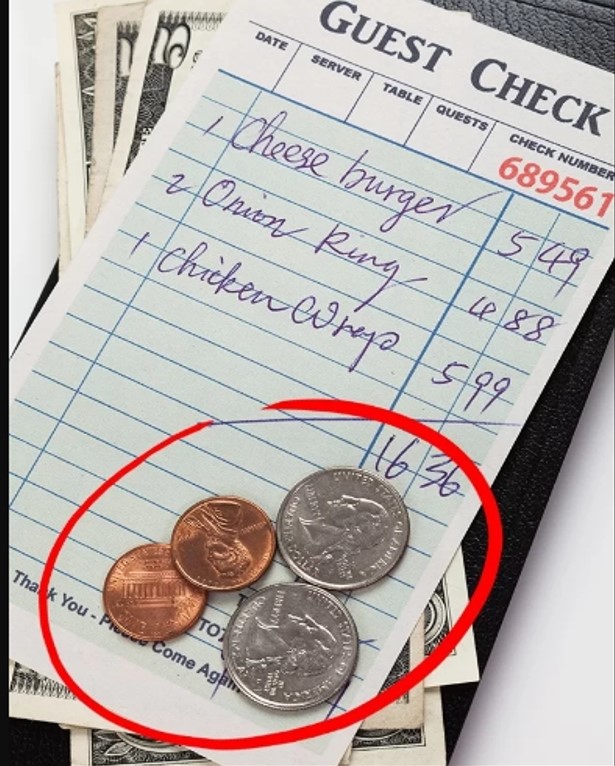 GUEST CHECK
DATE SERVER TABLE GUESTS CHECK NUMBER
689561
1 Cheese burger 5 49
2 Onion Ring 4 88
1 Chicken Wrap 5 99
16 36
Thank You - Please Come Again